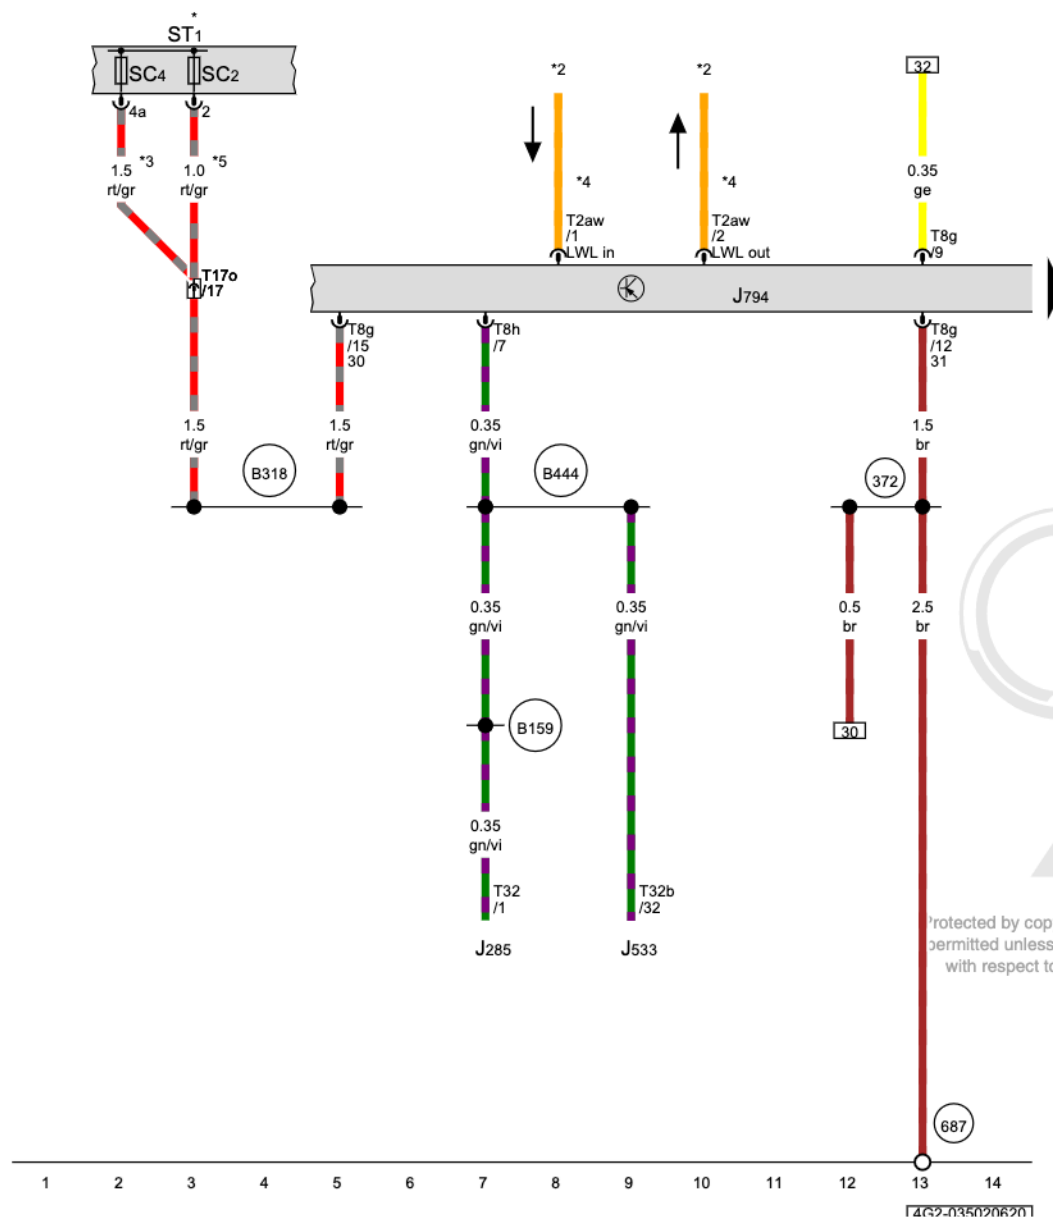 *
ST1
SC4
SC2
4a
2
1.5
*3
rt/gr
1.0
*5
rt/gr
T17o
/17
*2
*4
T2aw
/1
LWL in
*2
*4
T2aw
/2
LWL out
32
0.35
ge
T8g
/9
J794
T8g
/15
30
T8h
/7
T8g
/12
31
1.5
rt/gr
B318
1.5
rt/gr
0.35
gn/vi
B444
372
1.5
br
0.35
gn/vi
0.35
gn/vi
0.5
br
2.5
br
B159
30
0.35
gn/vi
T32
/1
T32b
/32
J285
J533
Protected by cop
permitted unless
with respect to
687
1 2 3 4 5 6 7 8 9 10 11 12 13 14
4G2-035020620